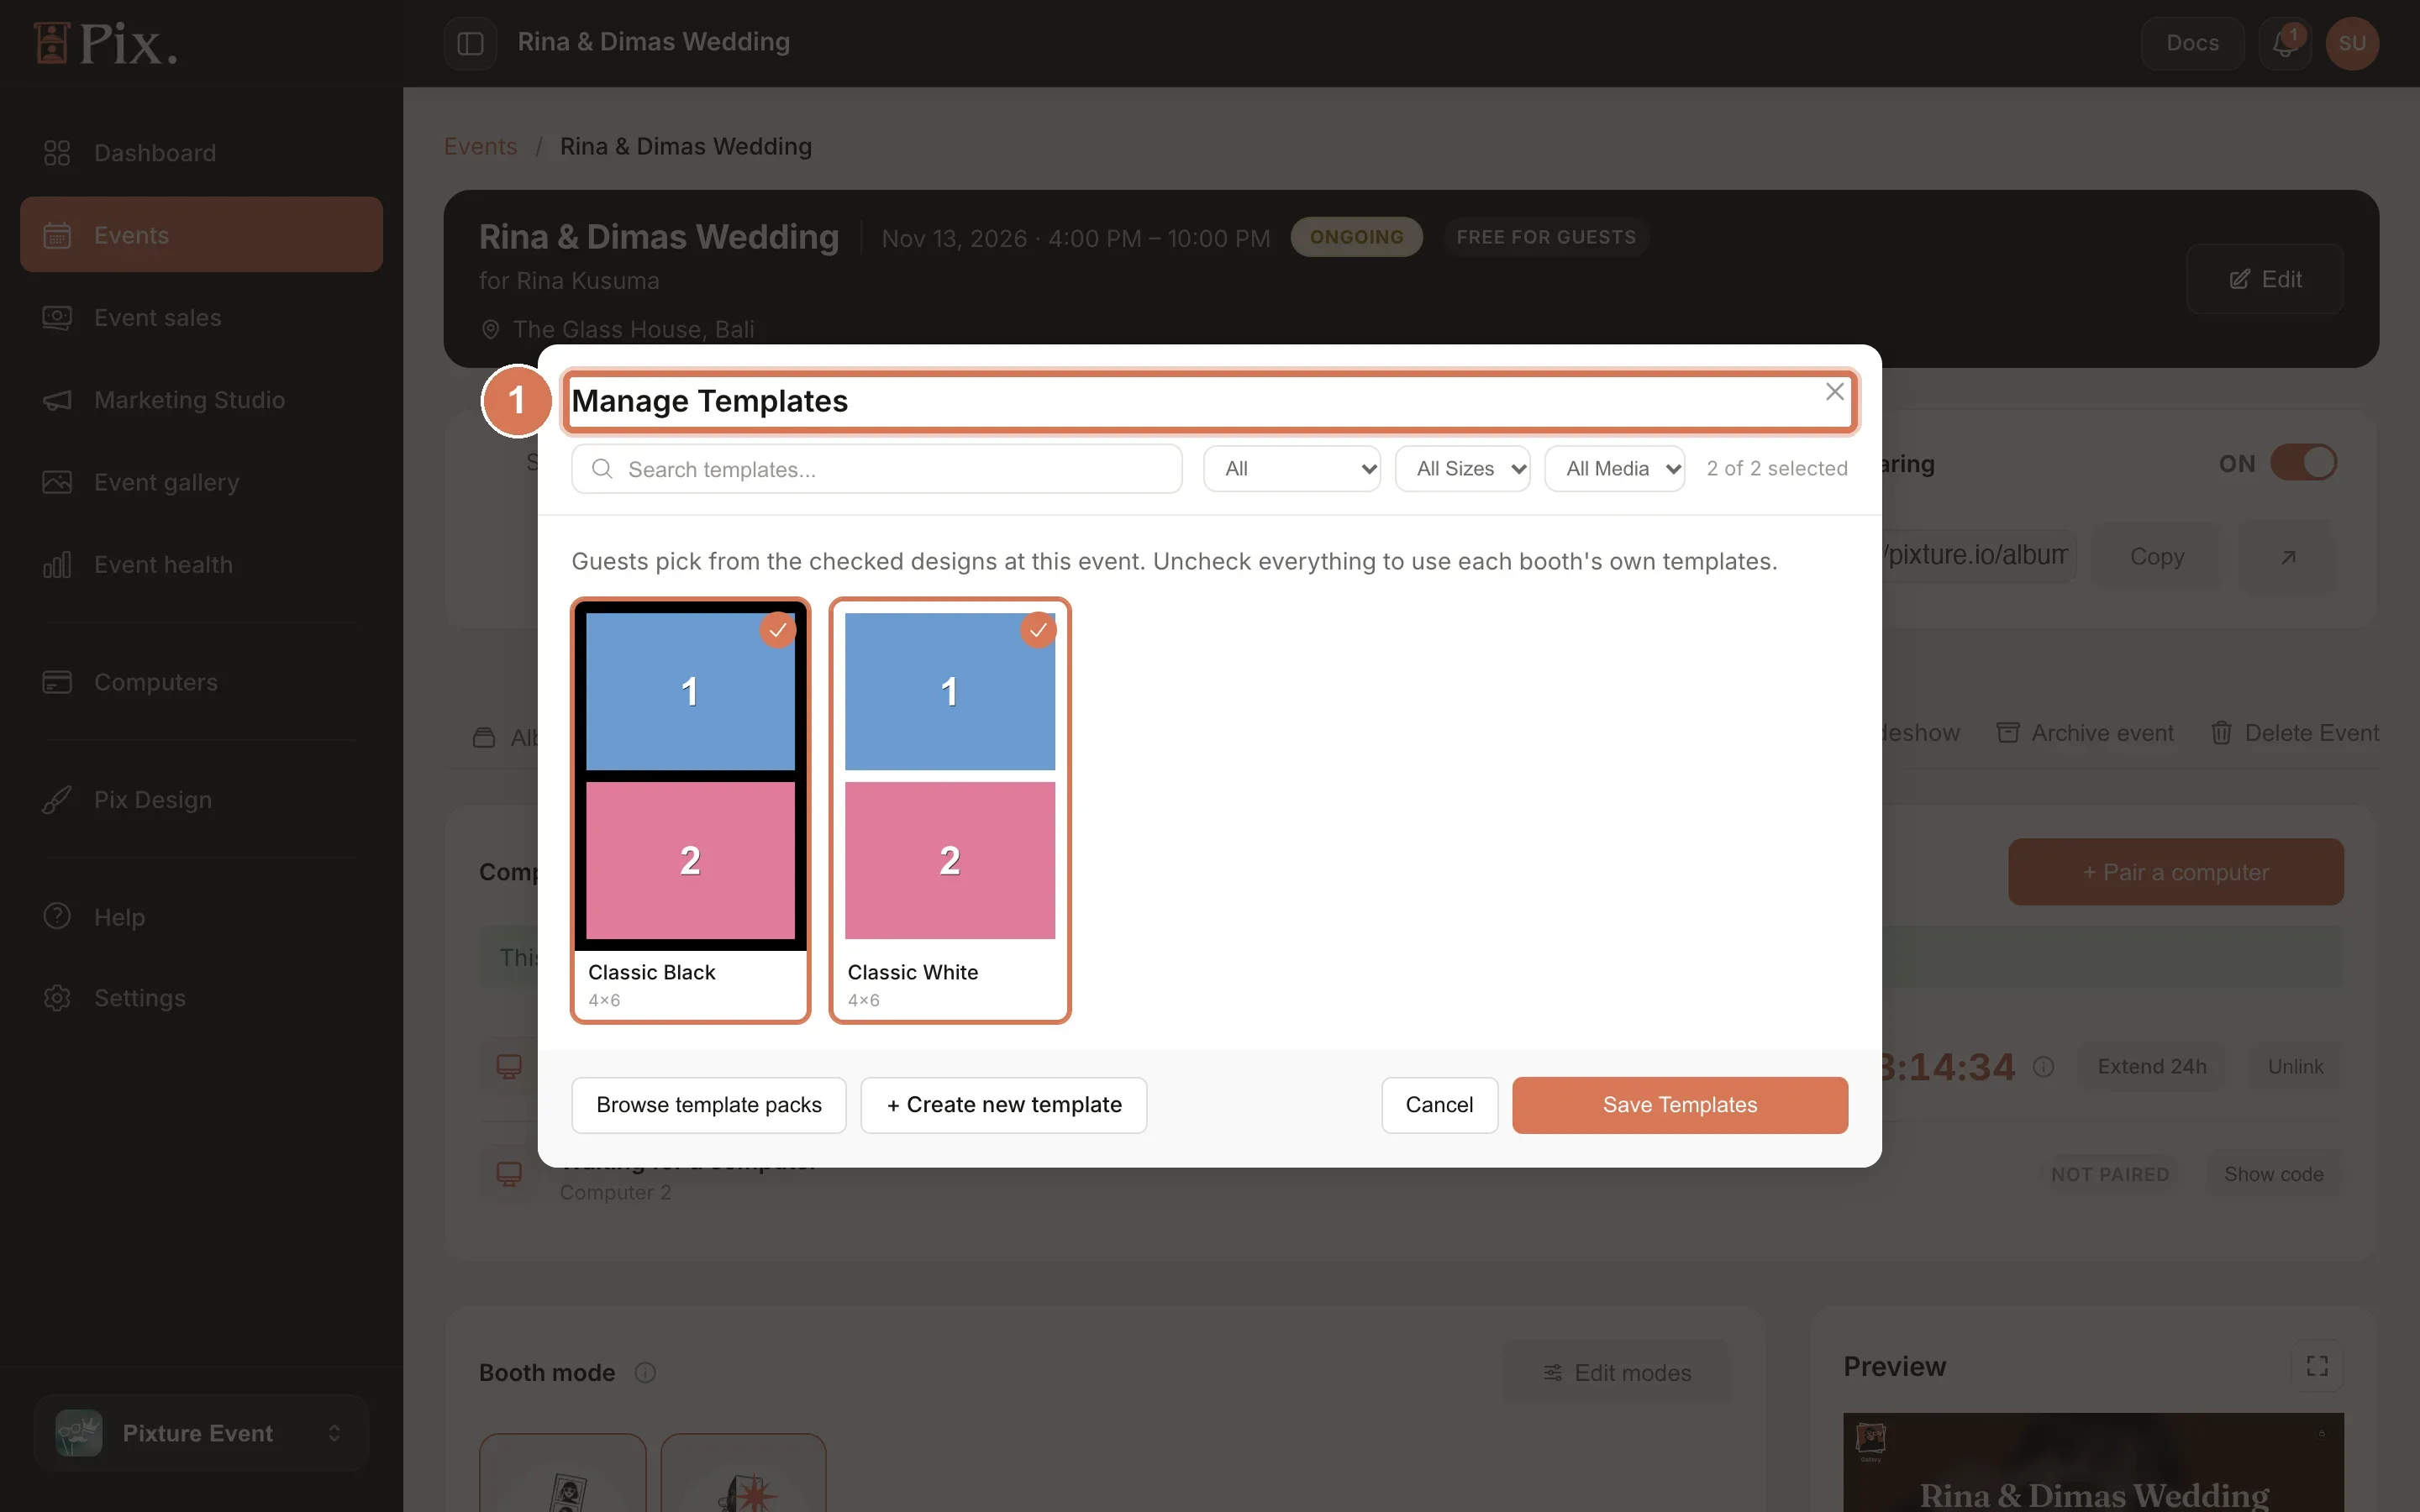 Pix.
Rina & Dimas Wedding
Docs
1
SU
Dashboard
Events
Event sales
Marketing Studio
Event gallery
Event health
Computers
Pix Design
Help
Settings
Pixture Event
Events / Rina & Dimas Wedding
Rina & Dimas Wedding
Nov 13, 2026 · 4:00 PM – 10:00 PM
ONGOING
FREE FOR GUESTS
for Rina Kusuma
The Glass House, Bali
Edit
1
Manage Templates
Search templates...
All
All Sizes
All Media
2 of 2 selected
ON
/pixture.io/album
Copy
Guests pick from the checked designs at this event. Uncheck everything to use each booth's own templates.
1
2
Classic Black
4×6
1
2
Classic White
4×6
Browse template packs
+ Create new template
Cancel
Save Templates
Archive event
Delete Event
+ Pair a computer
This
3:14:34
Extend 24h
Unlink
Computer 2
NOT PAIRED
Show code
Booth mode
Edit modes
Preview
Gallery
Rina & Dimas Wedding